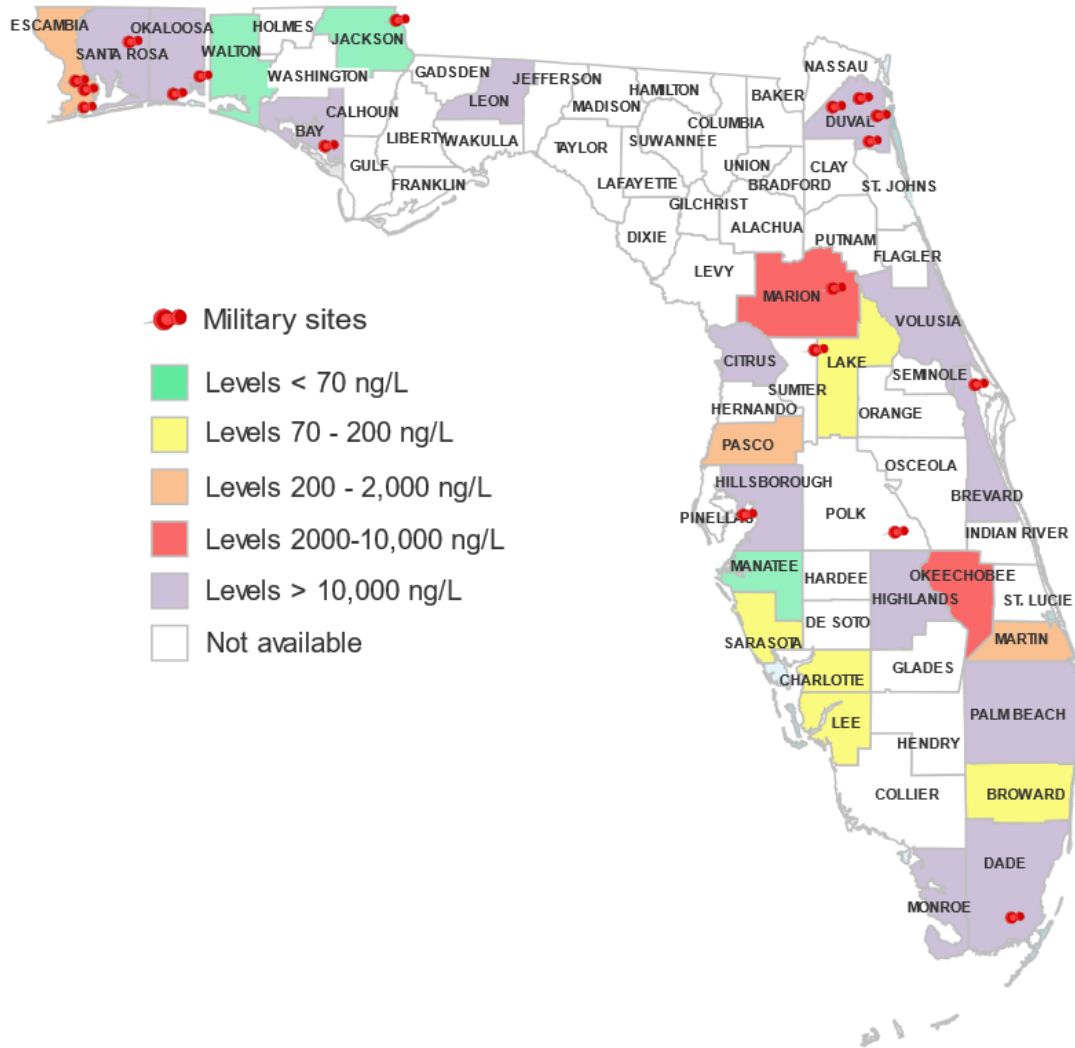 ESCAMBIA
OKALOOSA
HOLMES
SANTA ROSA
WALTON
JACKSON
WASHINGTON
GADSDEN
JEFFERSON
NASSAU
HAMILTON
BAKER
LEON
MADISON
CALHOUN
COLUMBIA
DUVAL
BAY
LIBERTY
WAKULLA
TAYLOR
SUWANNEE
GULF
UNION
CLAY
FRANKLIN
LAFAYETTE
BRADFORD
ST. JOHNS
GILCHRIST
ALACHUA
DIXIE
PUTNAM
FLAGLER
LEVY
MARION
VOLUSIA
CITRUS
LAKE
SEMINOLE
SUMTER
HERNANDO
ORANGE
PASCO
OSCEOLA
HILLSBOROUGH
BREVARD
PINELLAS
POLK
INDIAN RIVER
MANATEE
HARDEE
OKEECHOBEE
HIGHLANDS
ST. LUCIE
DE SOTO
SARASOTA
MARTIN
GLADES
CHARLOTTE
PALM BEACH
LEE
HENDRY
COLLIER
BROWARD
DADE
MONROE
Military sites
Levels < 70 ng/L
Levels 70 - 200 ng/L
Levels 200 - 2,000 ng/L
Levels 2000-10,000 ng/L
Levels > 10,000 ng/L
Not available